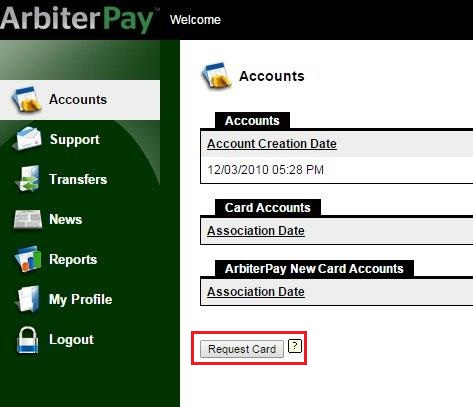 ArbiterPay™ Welcome
Accounts
Support
Transfers
News
Reports
My Profile
Logout
Accounts
Accounts
Account Creation Date
12/03/2010 05:28 PM
Card Accounts
Association Date
ArbiterPay New Card Accounts
Association Date
Request Card ?